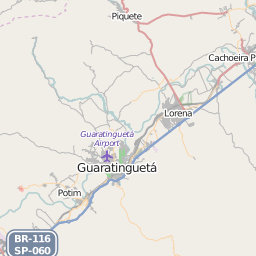 Piquete
Cachoeira P
Lorena
Guaratinguetá
Airport
Guaratinguetá
Potim
BR-116
SP-060